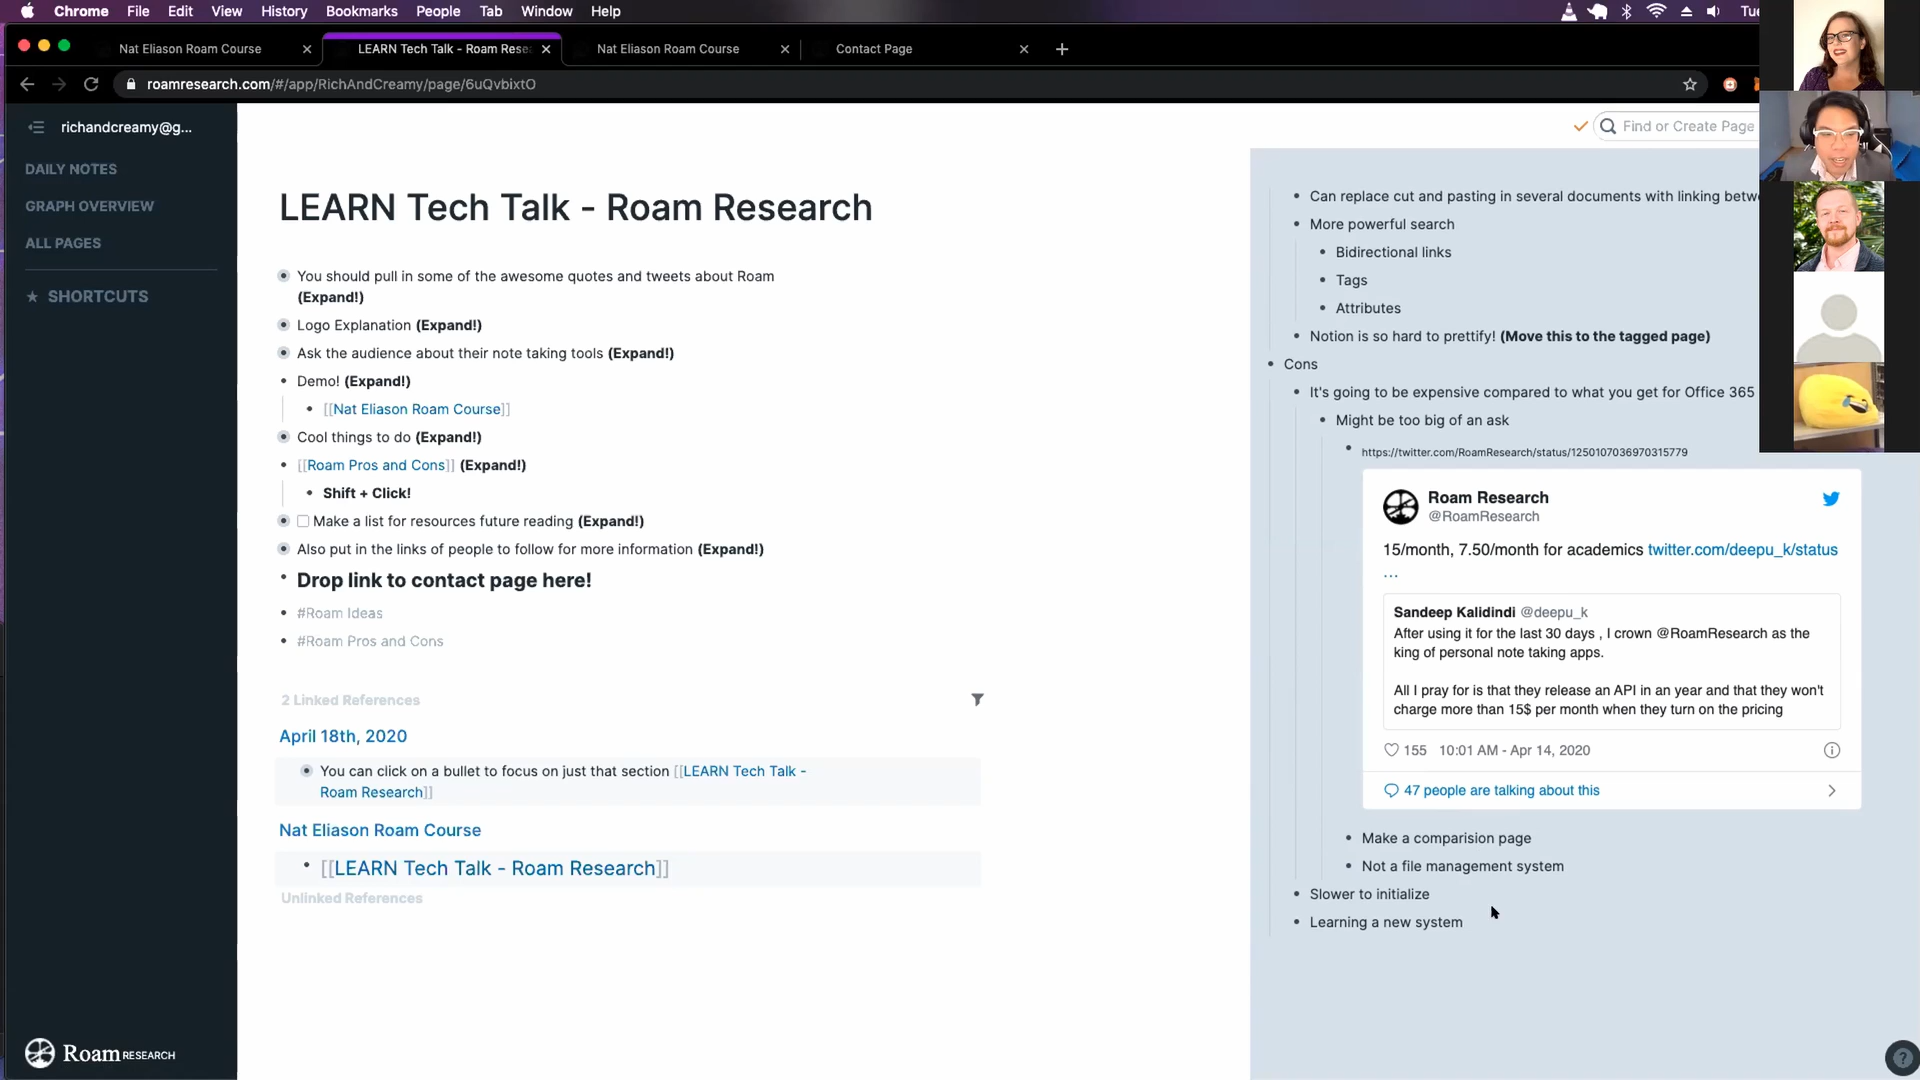 Chrome File Edit View History Bookmarks People Tab Window Help Tue
Nat Eliason Roam Course
LEARN Tech Talk - Roam Rese
Nat Eliason Roam Course
Contact Page
roamresearch.com/#/app/RichAndCreamy/page/6uQvbixtO
richandcreamy@g...
DAILY NOTES
GRAPH OVERVIEW
ALL PAGES
SHORTCUTS
Roam RESEARCH
Find or Create Page
LEARN Tech Talk - Roam Research
You should pull in some of the awesome quotes and tweets about Roam
(Expand!)
Logo Explanation (Expand!)
Ask the audience about their note taking tools (Expand!)
Demo! (Expand!)
[[Nat Eliason Roam Course]]
Cool things to do (Expand!)
[[Roam Pros and Cons]] (Expand!)
Shift + Click!
Make a list for resources future reading (Expand!)
Also put in the links of people to follow for more information (Expand!)
Drop link to contact page here!
#Roam Ideas
#Roam Pros and Cons
2 Linked References
April 18th, 2020
You can click on a bullet to focus on just that section [[LEARN Tech Talk -
Roam Research]]
Nat Eliason Roam Course
[[LEARN Tech Talk - Roam Research]]
Unlinked References
Can replace cut and pasting in several documents with linking betw
More powerful search
Bidirectional links
Tags
Attributes
Notion is so hard to prettify! (Move this to the tagged page)
Cons
It's going to be expensive compared to what you get for Office 365
Might be too big of an ask
https://twitter.com/RoamResearch/status/1250107036970315779
Roam Research
@RoamResearch
15/month, 7.50/month for academics twitter.com/deepu_k/status
...
Sandeep Kalidindi @deepu_k
After using it for the last 30 days , I crown @RoamResearch as the
king of personal note taking apps.
All I pray for is that they release an API in an year and that they won't
charge more than 15$ per month when they turn on the pricing
155 10:01 AM - Apr 14, 2020
47 people are talking about this
Make a comparision page
Not a file management system
Slower to initialize
Learning a new system
?